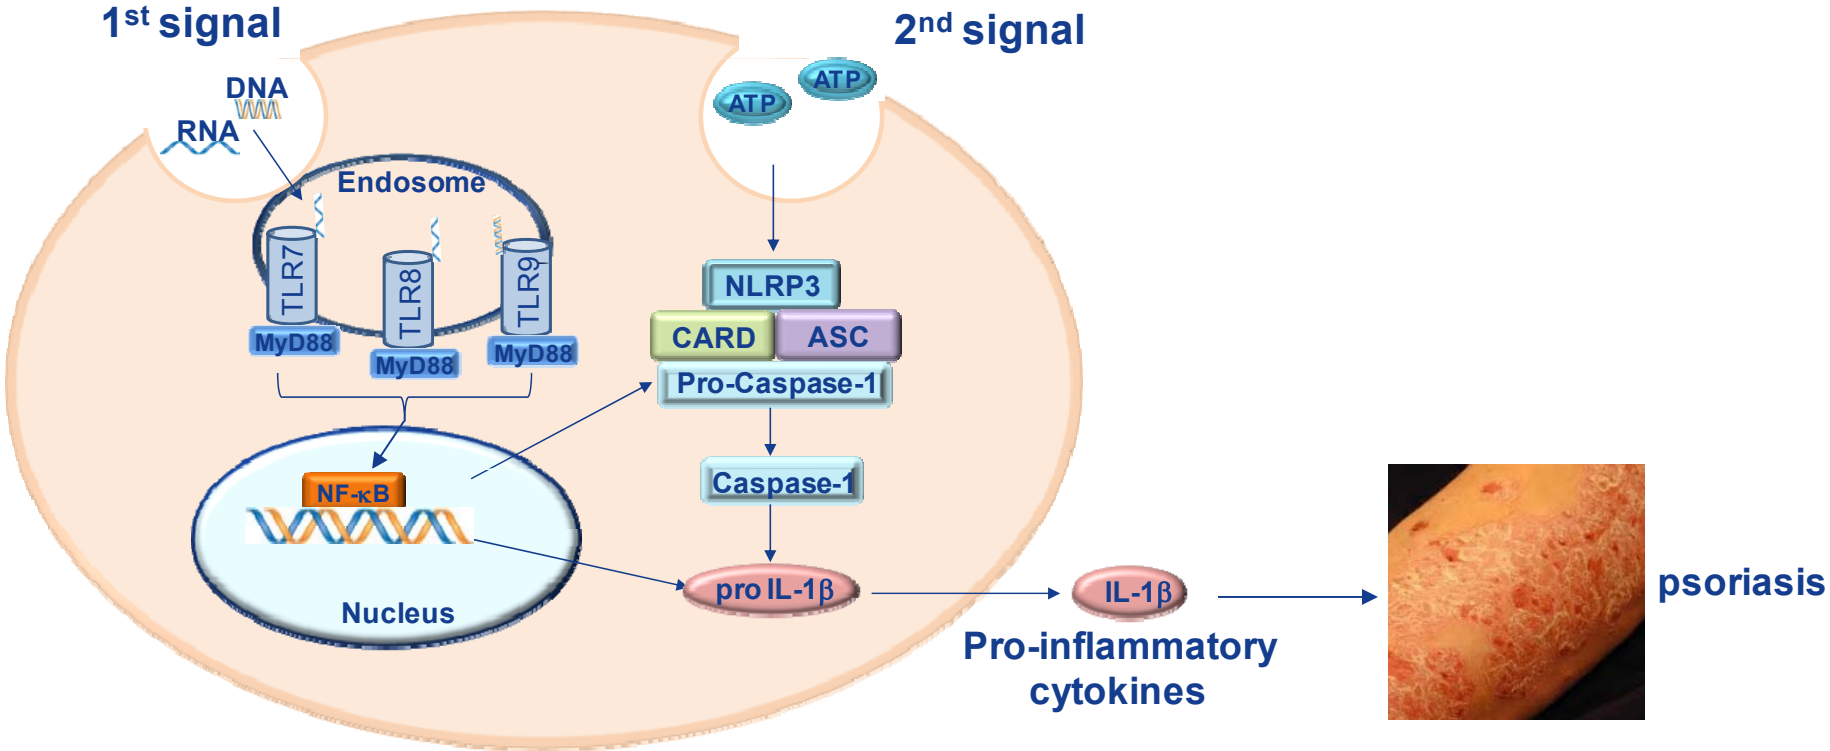 1st signal
2nd signal
DNA
RNA
ATP
ATP
Endosome
TLR7
TLR8
TLR9
MyD88
MyD88
MyD88
NLRP3
CARD
ASC
Pro-Caspase-1
Caspase-1
NF-κB
Nucleus
pro IL-1β
IL-1β
Pro-inflammatory
cytokines
psoriasis